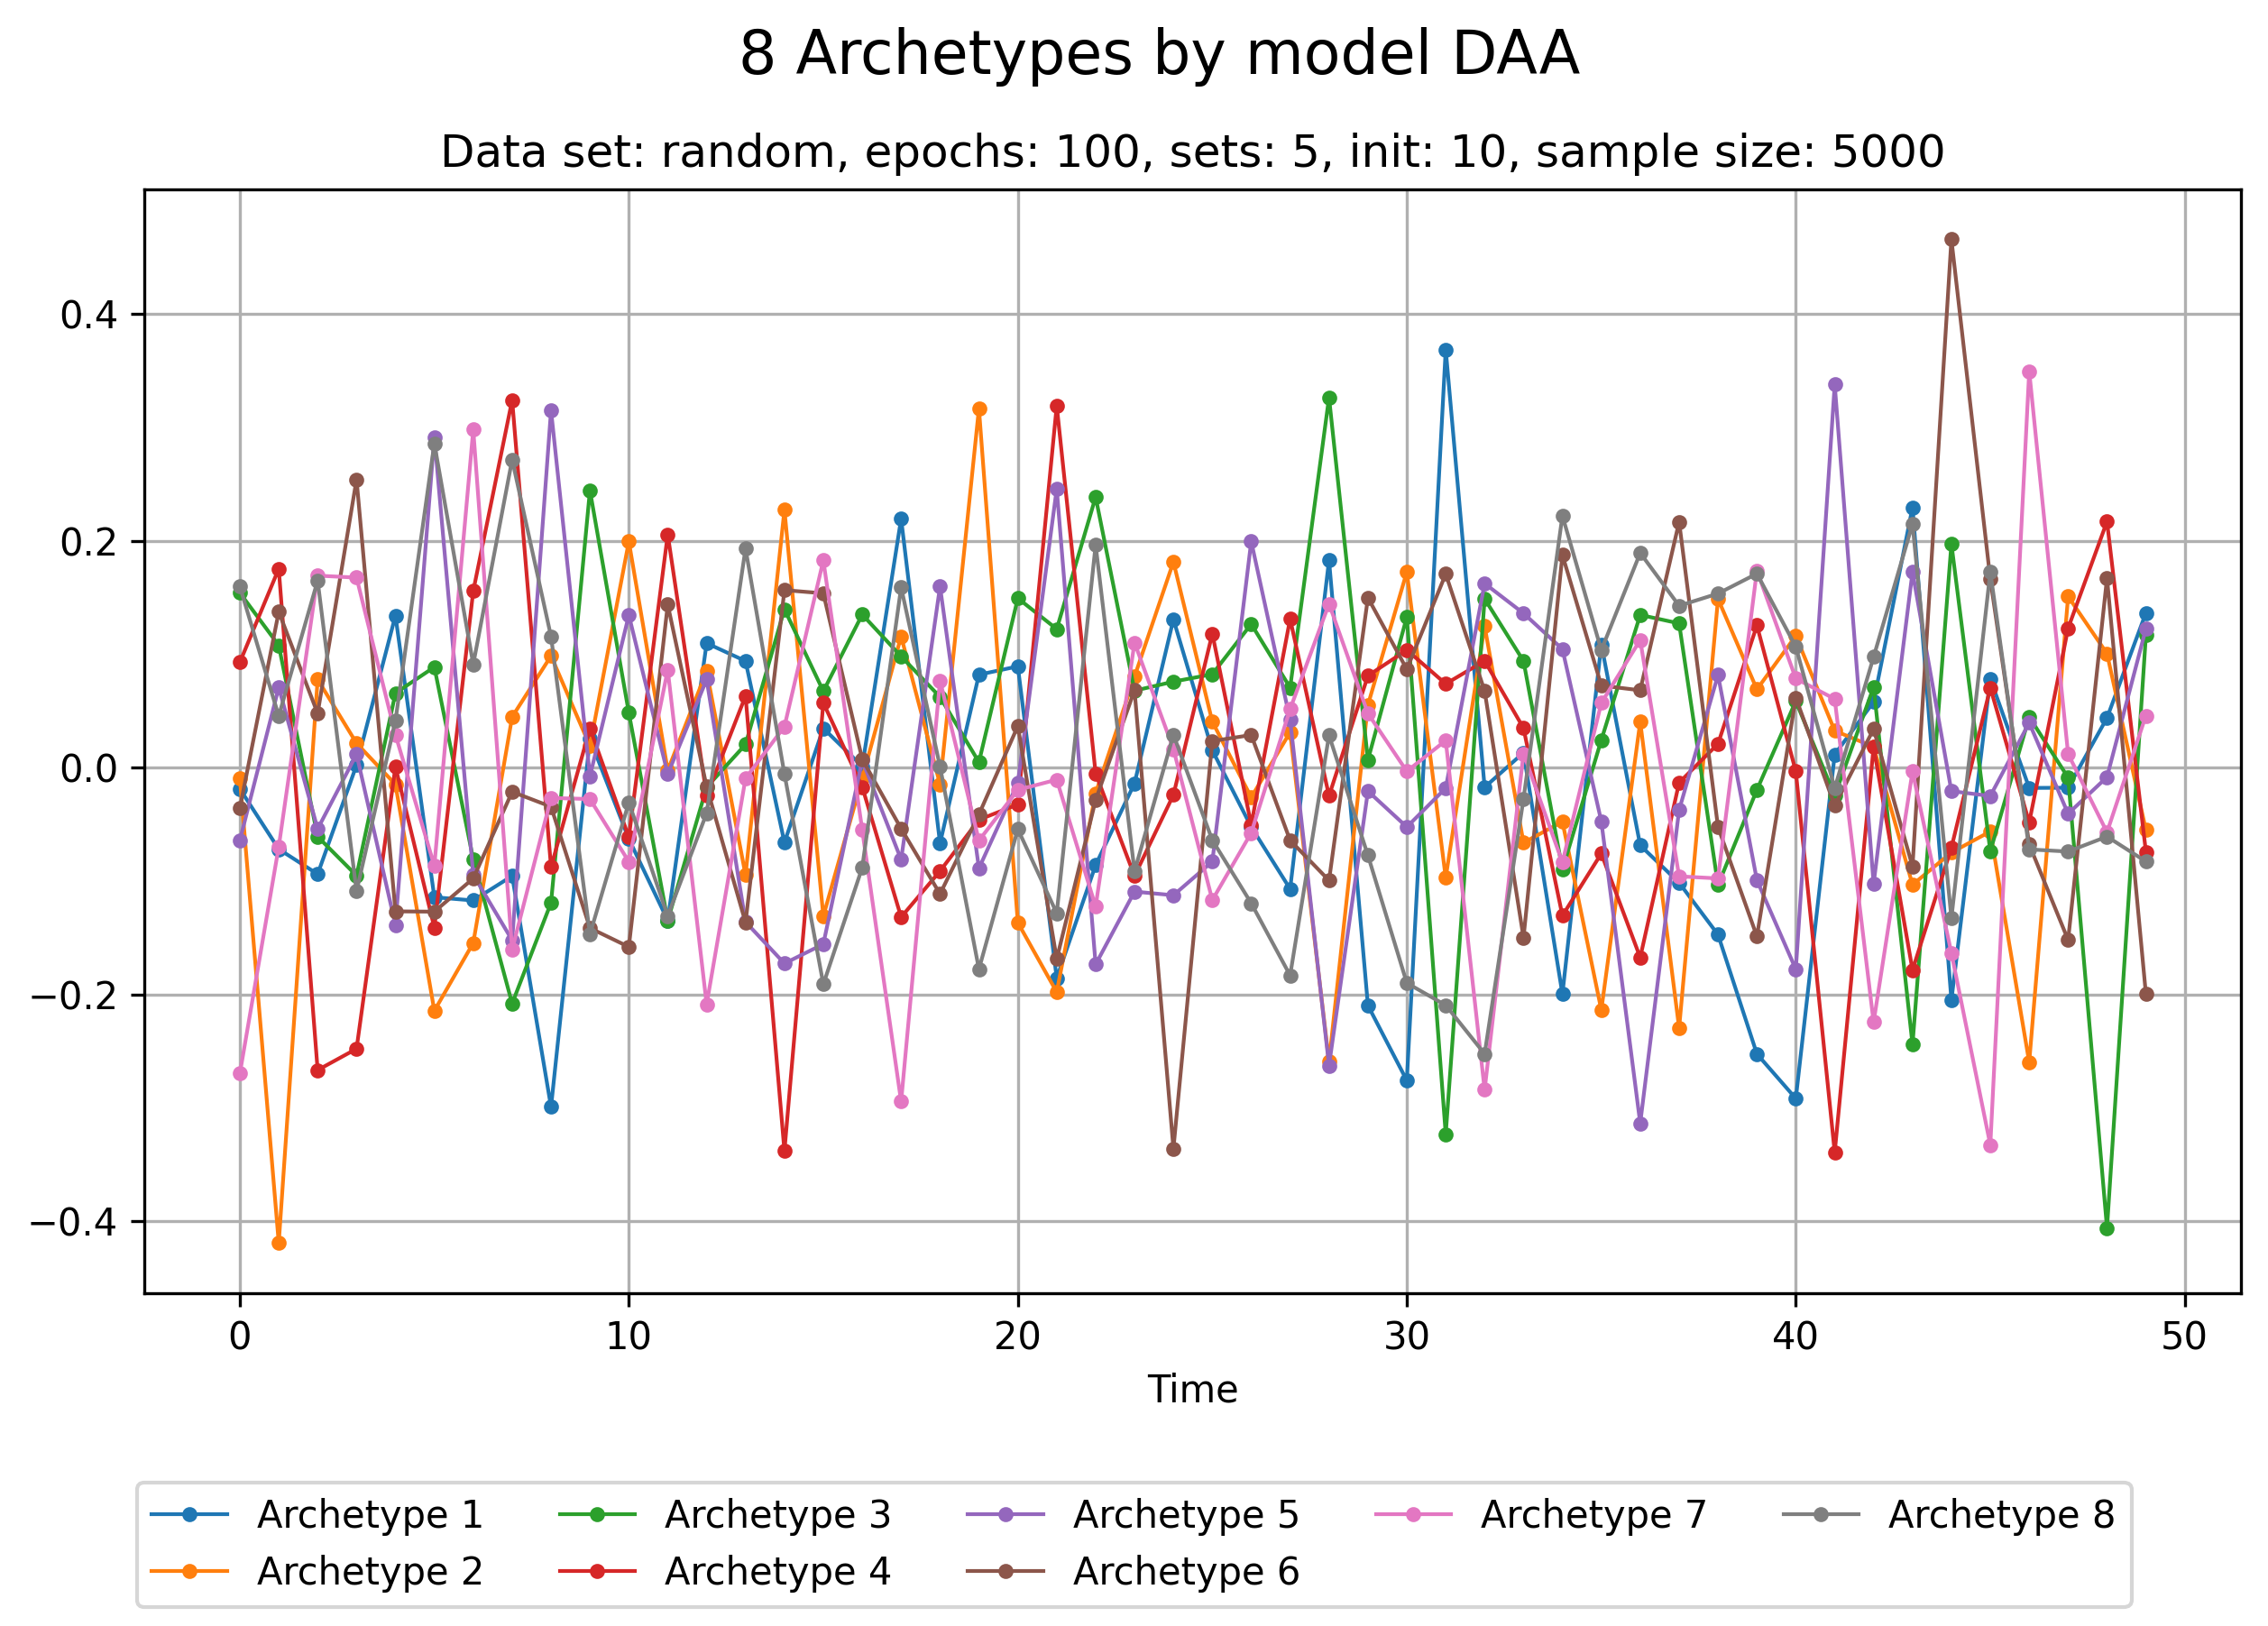 8 Archetypes by model DAA
Data set: random, epochs: 100, sets: 5, init: 10, sample size: 5000
0.4
0.2
0.0
−0.2
−0.4
0 10 20 30 40 50
Time
Archetype 1 Archetype 3 Archetype 5 Archetype 7 Archetype 8
Archetype 2 Archetype 4 Archetype 6